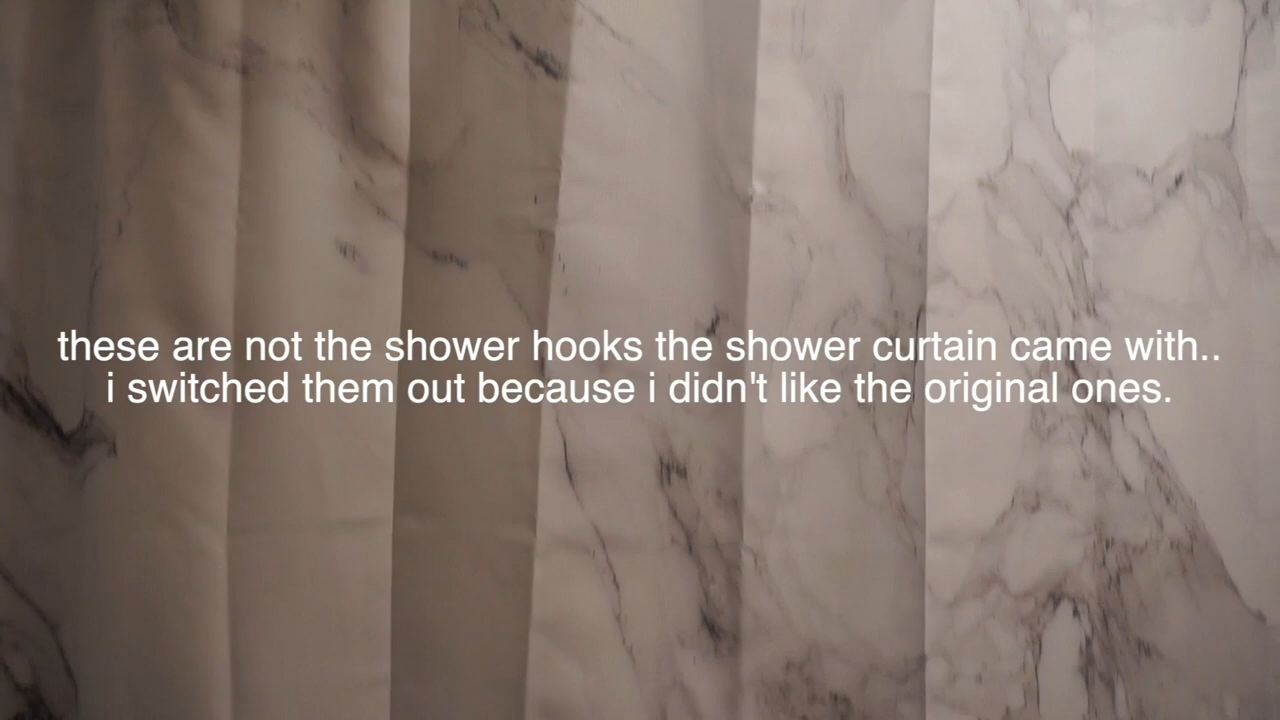 these are not the shower hooks the shower curtain came with..
i switched them out because i didn't like the original ones.